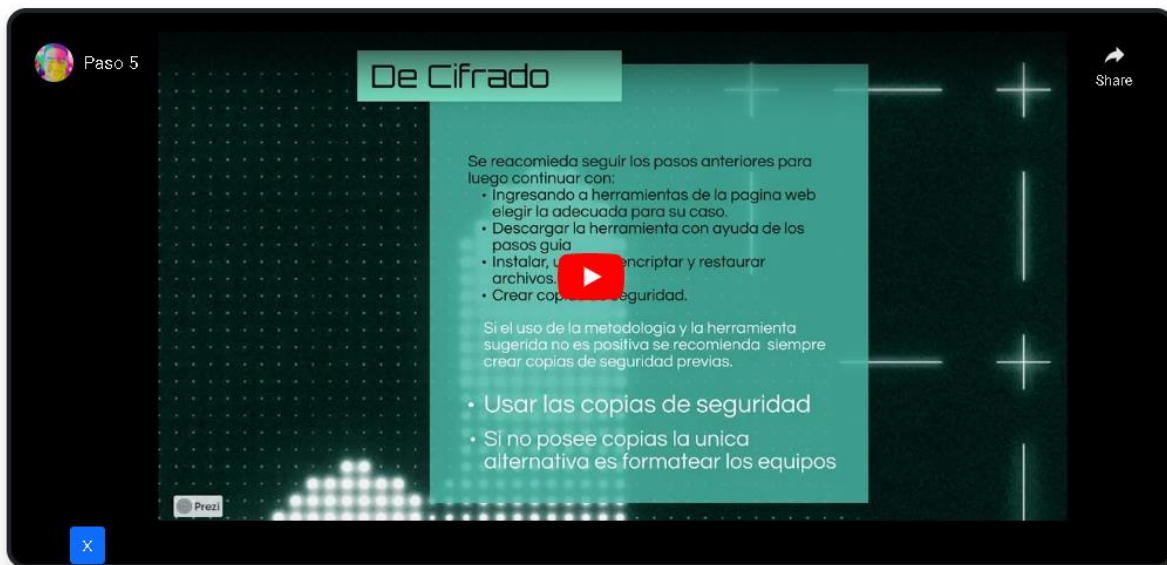 Paso 5
Share
De Cifrado
Se reacomieda seguir los pasos anteriores para
luego continuar con:
• Ingresando a herramientas de la pagina web
elegir la adecuada para su caso.
• Descargar la herramienta con ayuda de los
pasos guia
• Instalar, encriptar y restaurar
archivos.
• Crear seguridad.
Si el uso de la metodologia y la herramienta
sugerida no es positiva se recomienda siempre
crear copias de seguridad previas.
• Usar las copias de seguridad
• Si no posee copias la unica
alternativa es formatear los equipos
Prezi
X